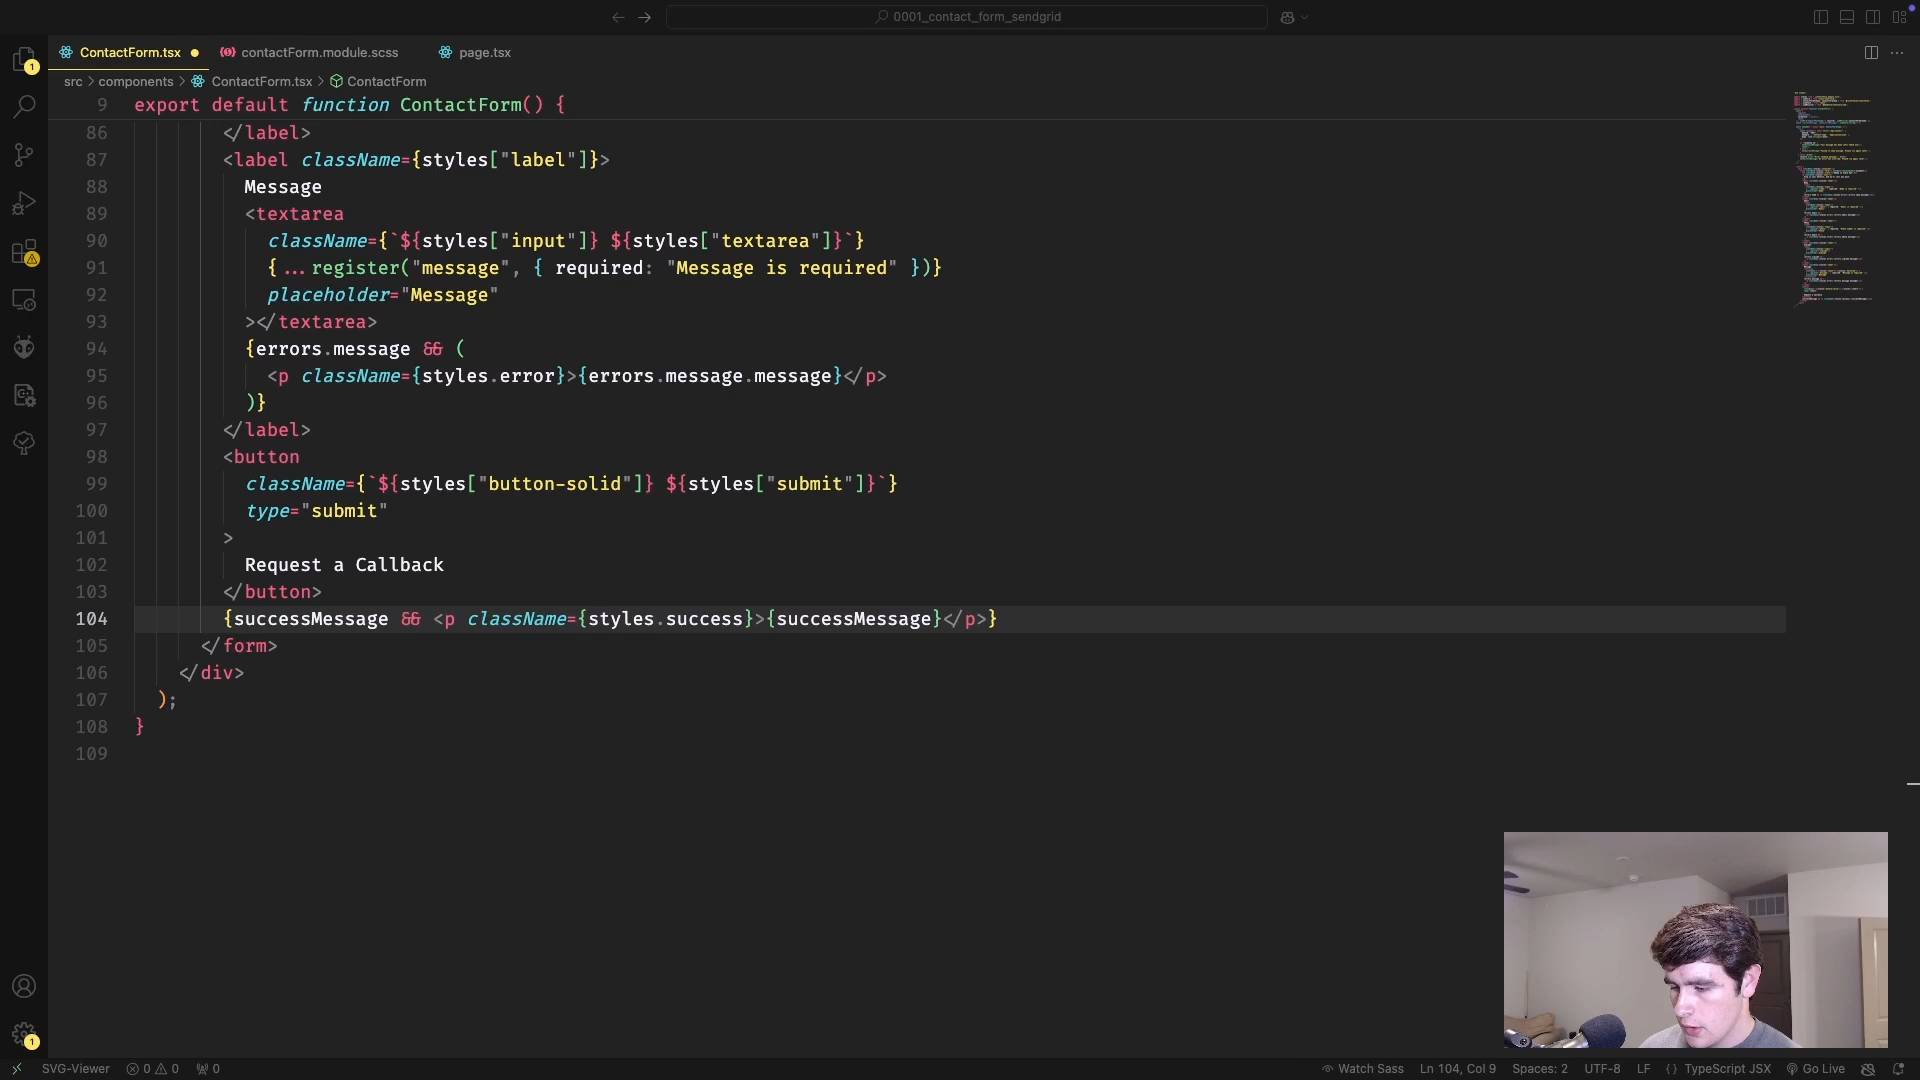 0001_contact_form_sendgrid
ContactForm.tsx
contactForm.module.scss
page.tsx
src > components > ContactForm.tsx > ContactForm
9 export default function ContactForm() {
86 </label>
87 <label className={styles["label"]}>
88 Message
89 <textarea
90 className={`${styles["input"]} ${styles["textarea"]}`}
91 {...register("message", { required: "Message is required" })}
92 placeholder="Message"
93 ></textarea>
94 {errors.message && (
95 <p className={styles.error}>{errors.message.message}</p>
96 )}
97 </label>
98 <button
99 className={`${styles["button-solid"]} ${styles["submit"]}`}
100 type="submit"
101 >
102 Request a Callback
103 </button>
104 {successMessage && <p className={styles.success}>{successMessage}</p>}
105 </form>
106 </div>
107 );
108 }
109
1
1
SVG-Viewer 0 0 0 Watch Sass Ln 104, Col 9 Spaces: 2 UTF-8 LF {} TypeScript JSX Go Live